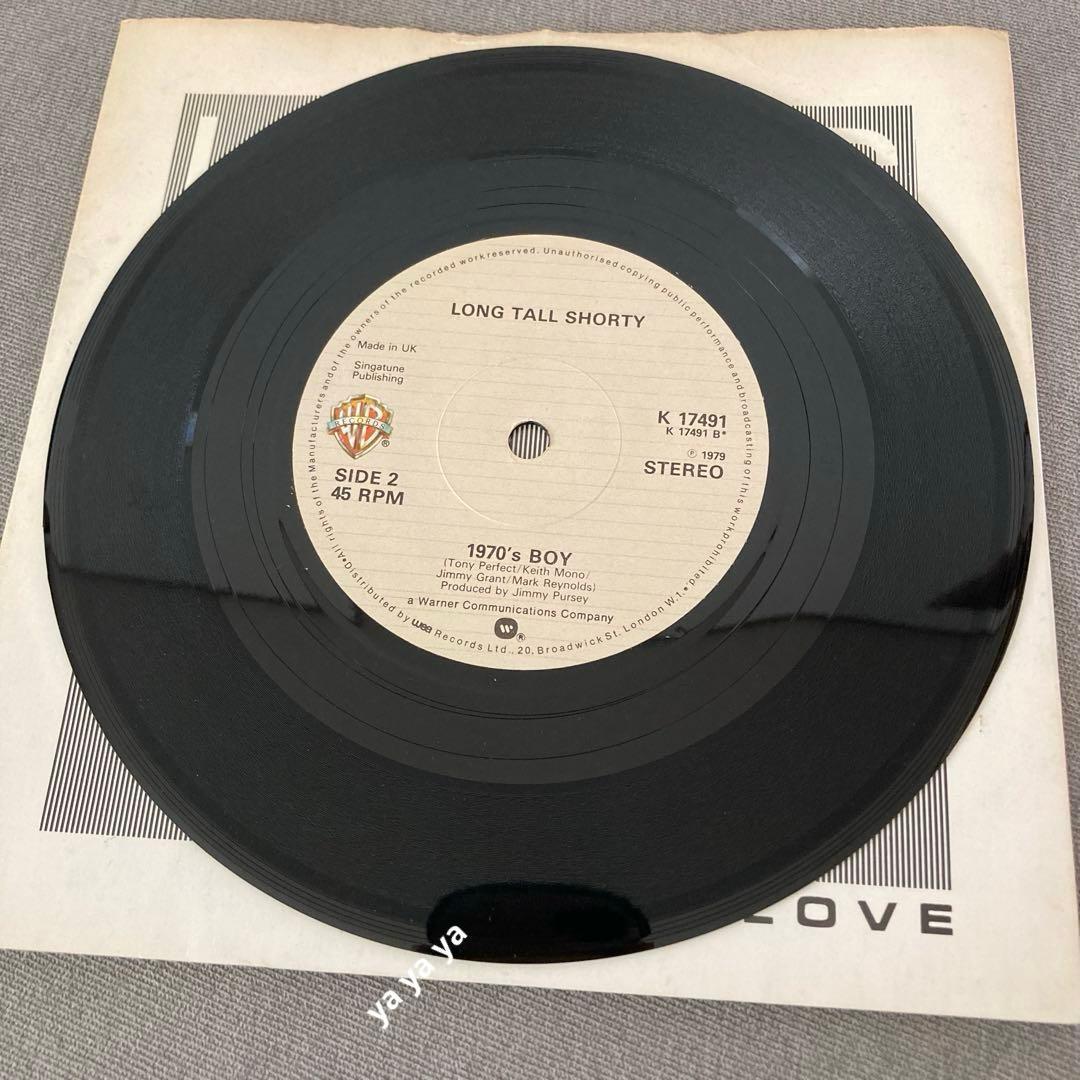 LONG TALL SHORTY
Made in UK
Singatune
Publishing
RECORDS
®
K 17491
K 17491 B*
SIDE 2
45 RPM
℗ 1979
STEREO
1970's BOY
(Tony Perfect/Keith Mono/
Jimmy Grant/Mark Reynolds)
Produced by Jimmy Pursey
a Warner Communications Company
®
•All rights of the Manufacturers and of the owners of the recorded work reserved. Unauthorised copying public performance and broadcasting of this work prohibited.•
Distributed by wea Records Ltd., 20, Broadwick St. London W.1.
LOVE
ya ya ya